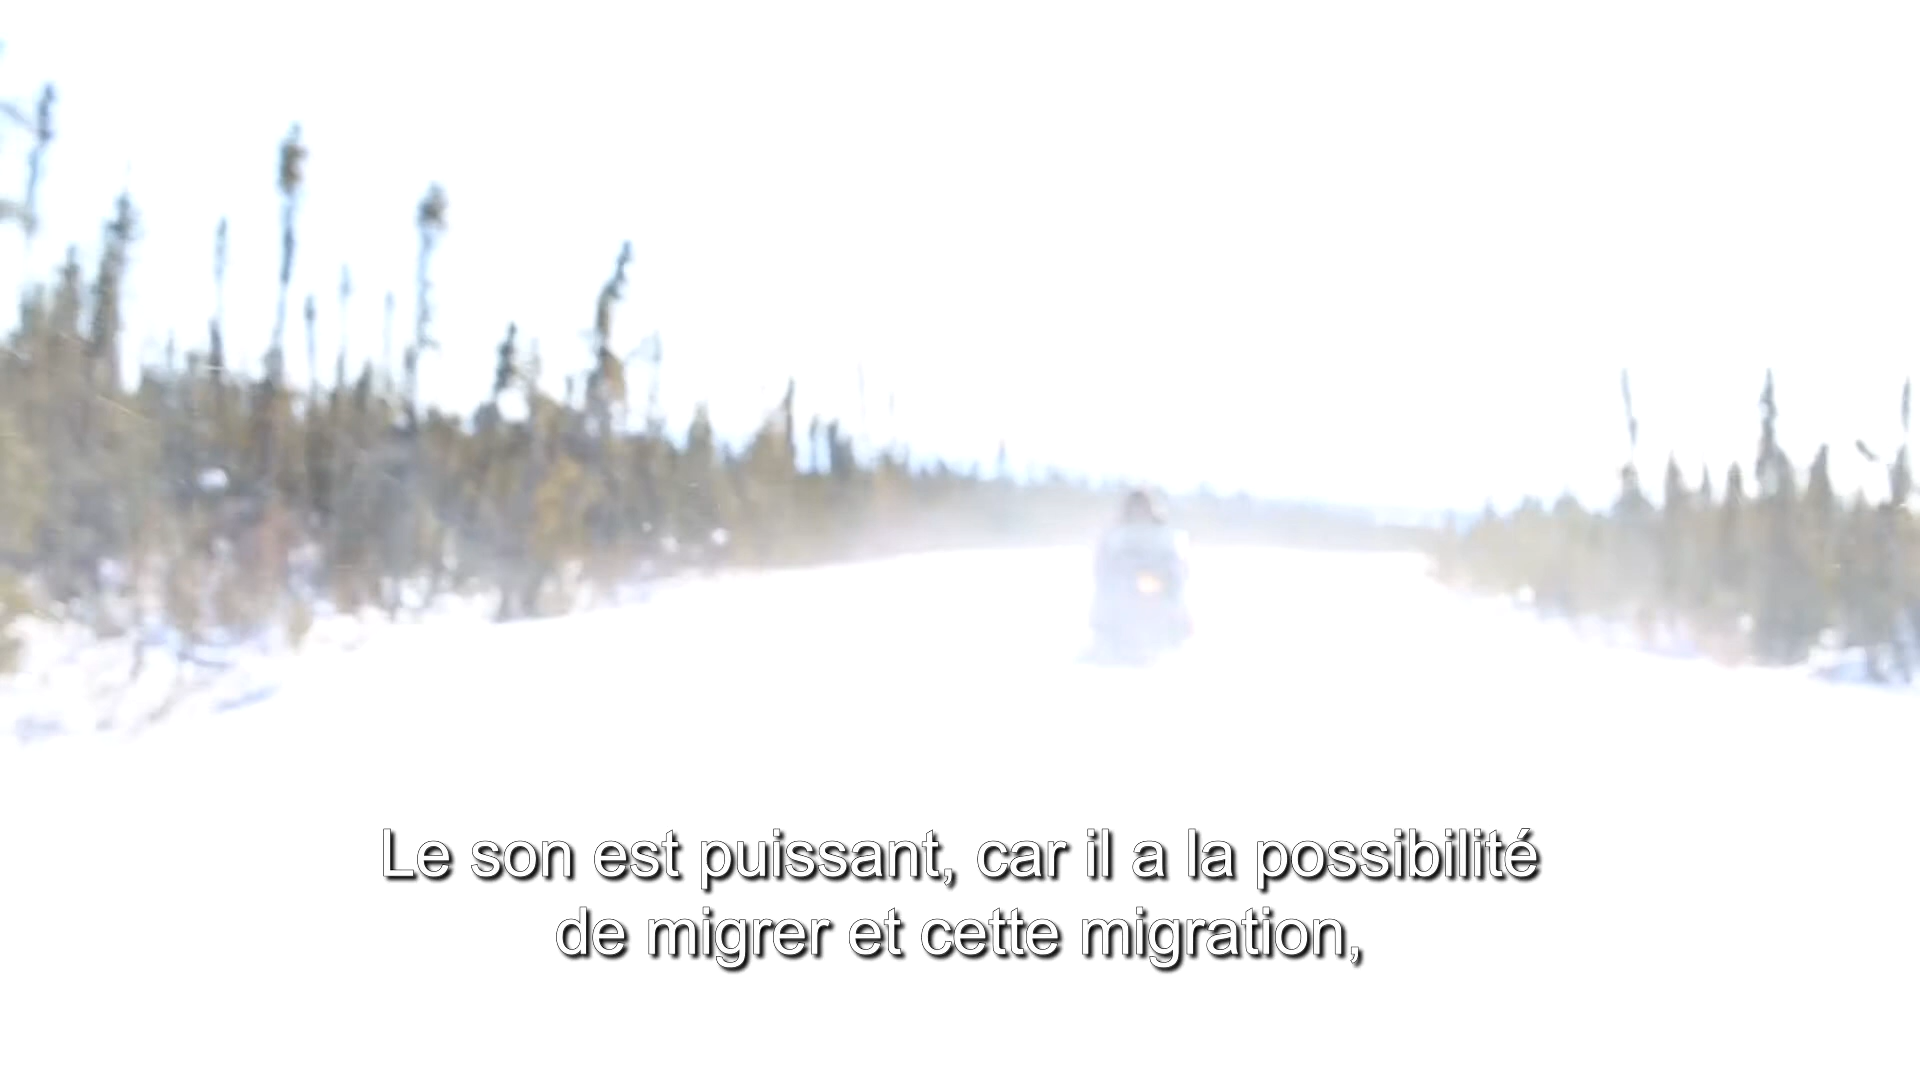 Le son est puissant, car il a la possibilité
de migrer et cette migration,